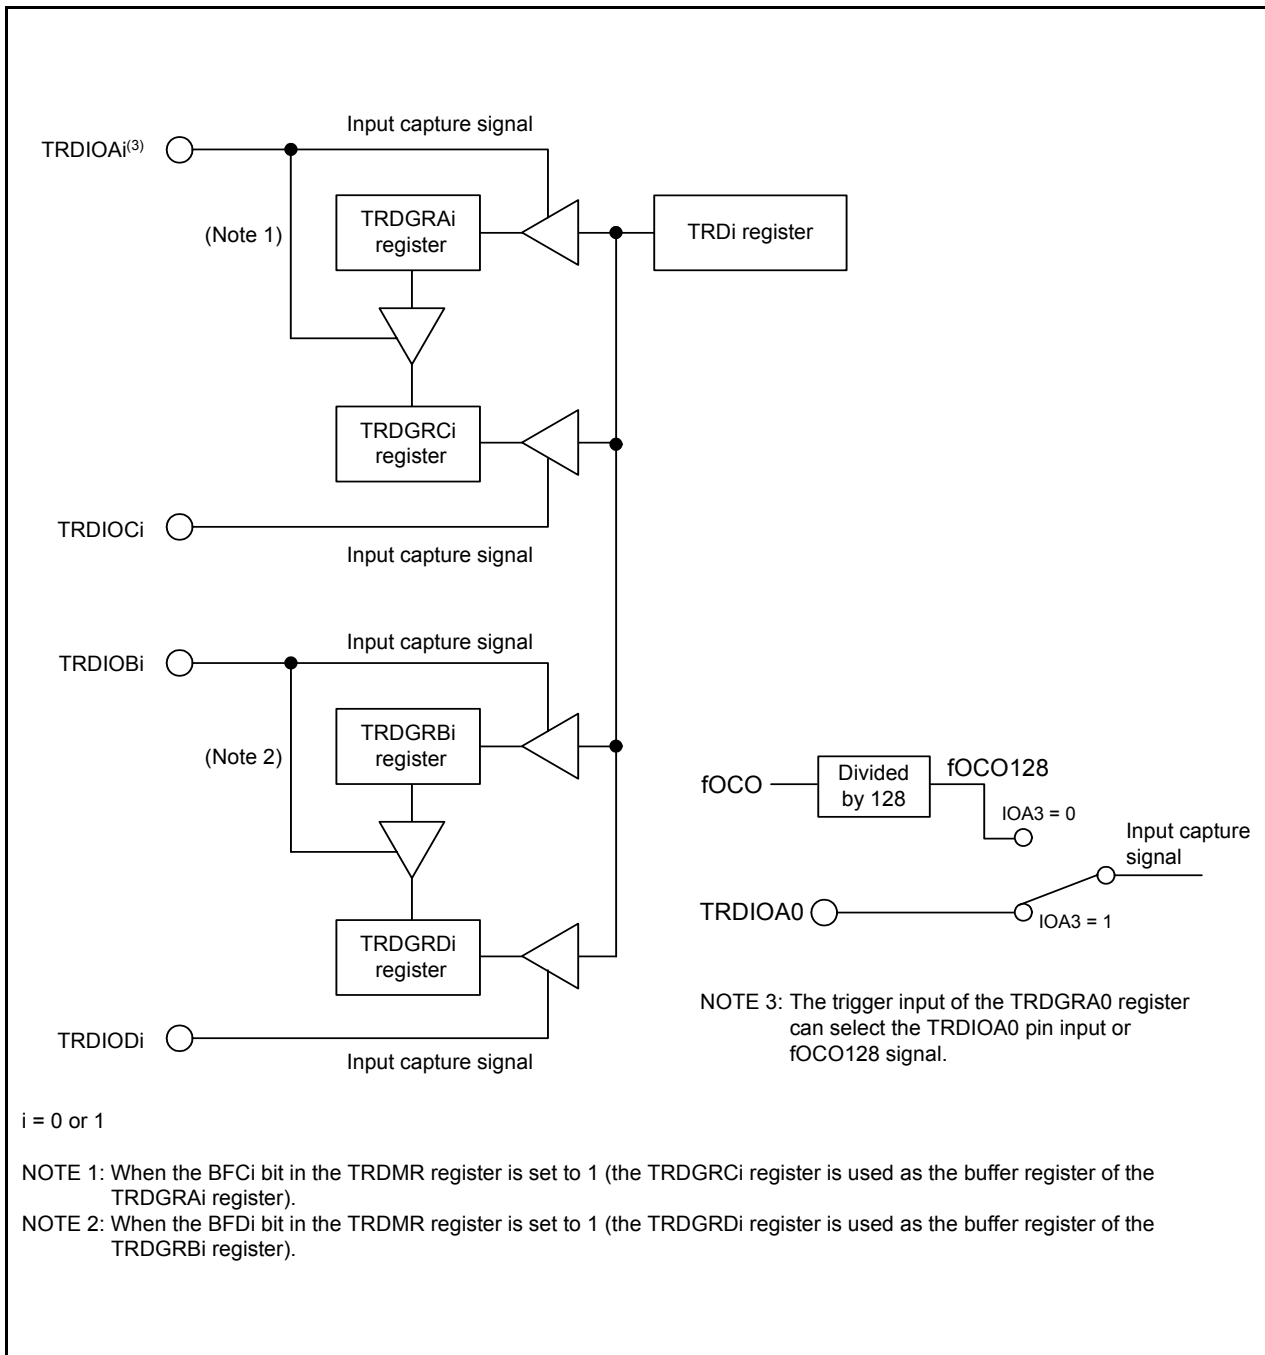 Input capture signal
TRDIOAi(3)
TRDGRAi
register
TRDi register
(Note 1)
TRDGRCi
register
TRDIOCi
Input capture signal
Input capture signal
TRDIOBi
TRDGRBi
register
(Note 2)
TRDGRDi
register
TRDIODi
Input capture signal
fOCO
Divided
by 128
fOCO128
IOA3 = 0
Input capture
signal
TRDIOA0
IOA3 = 1
NOTE 3: The trigger input of the TRDGRA0 register
can select the TRDIOA0 pin input or
fOCO128 signal.
i = 0 or 1
NOTE 1: When the BFCi bit in the TRDMR register is set to 1 (the TRDGRCi register is used as the buffer register of the
TRDGRAi register).
NOTE 2: When the BFDi bit in the TRDMR register is set to 1 (the TRDGRDi register is used as the buffer register of the
TRDGRBi register).